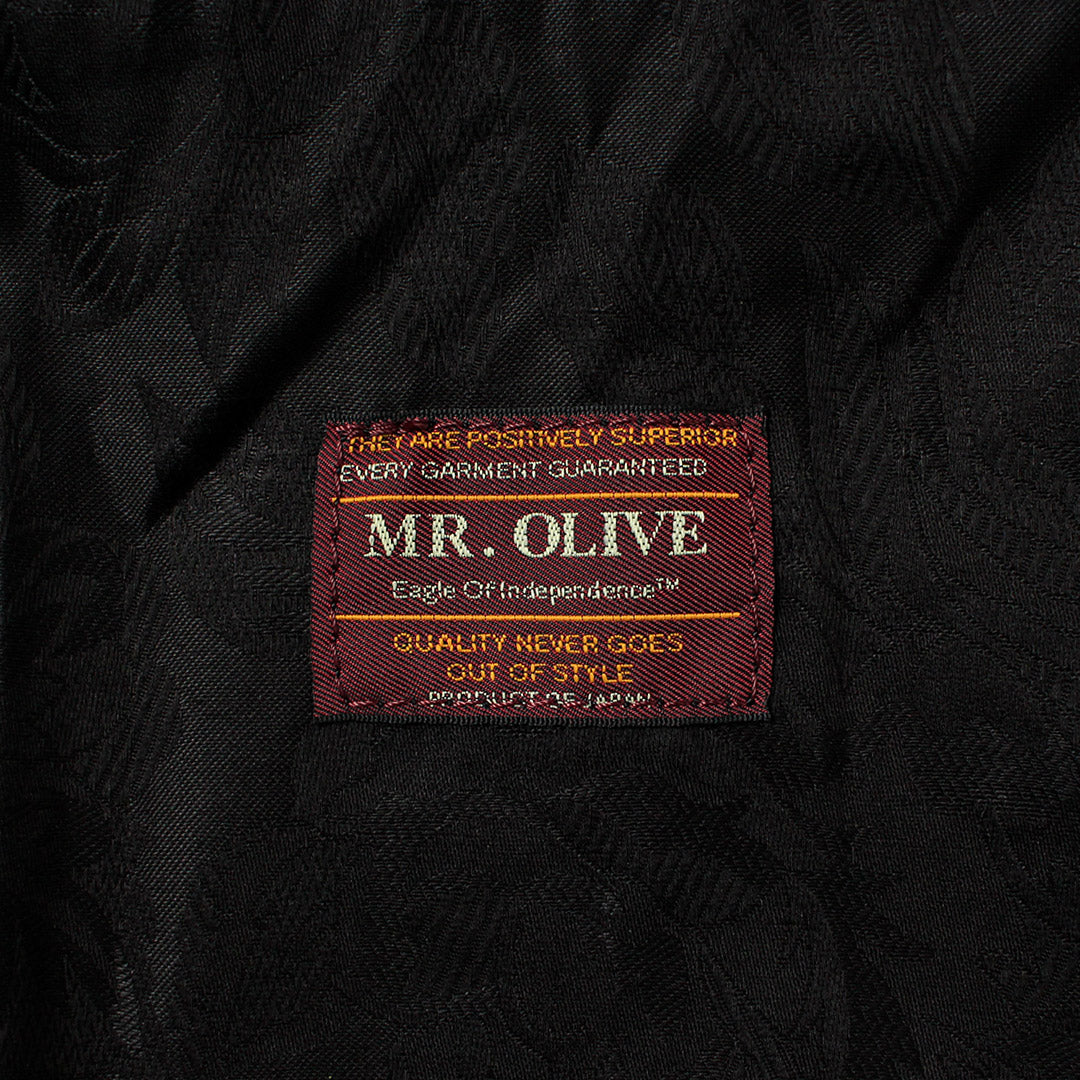 THEY ARE POSITIVELY SUPERIOR
EVERY GARMENT GUARANTEED
MR. OLIVE
Eagle Of Independence™
QUALITY NEVER GOES
OUT OF STYLE
PRODUCT OF JAPAN